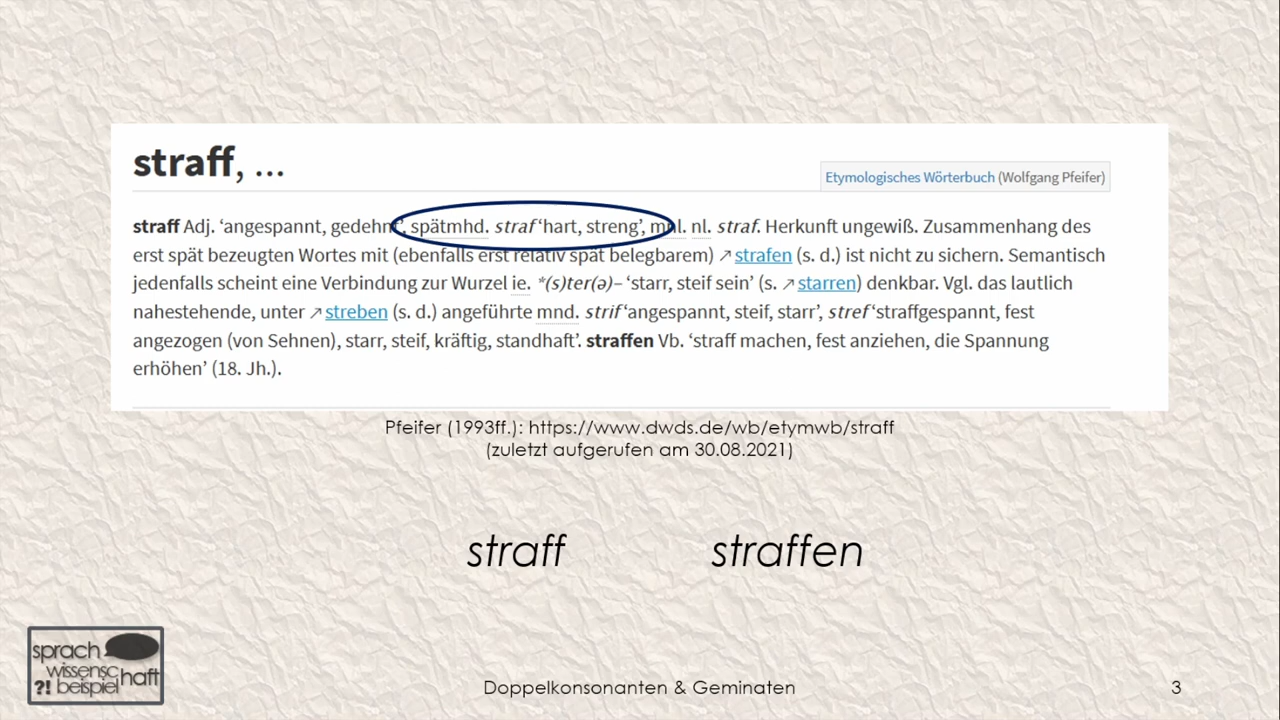 straff, ...
Etymologisches Wörterbuch (Wolfgang Pfeifer)
straff Adj. ‘angespannt, gedehnt’, spätmhd. straf ‘hart, streng’, mnl. nl. straf. Herkunft ungewiß. Zusammenhang des
erst spät bezeugten Wortes mit (ebenfalls erst relativ spät belegbarem) ↗ strafen (s. d.) ist nicht zu sichern. Semantisch
jedenfalls scheint eine Verbindung zur Wurzel ie. *(s)ter(ə)– ‘starr, steif sein’ (s. ↗ starren) denkbar. Vgl. das lautlich
nahestehende, unter ↗ streben (s. d.) angeführte mnd. strif ‘angespannt, steif, starr’, stref ‘straffgespannt, fest
angezogen (von Sehnen), starr, steif, kräftig, standhaft’. straffen Vb. ‘straff machen, fest anziehen, die Spannung
erhöhen’ (18. Jh.).
Pfeifer (1993ff.): https://www.dwds.de/wb/etymwb/straff
(zuletzt aufgerufen am 30.08.2021)
straff straffen
sprach
wissensc
haft
?! beispiel
Doppelkonsonanten & Geminaten 3